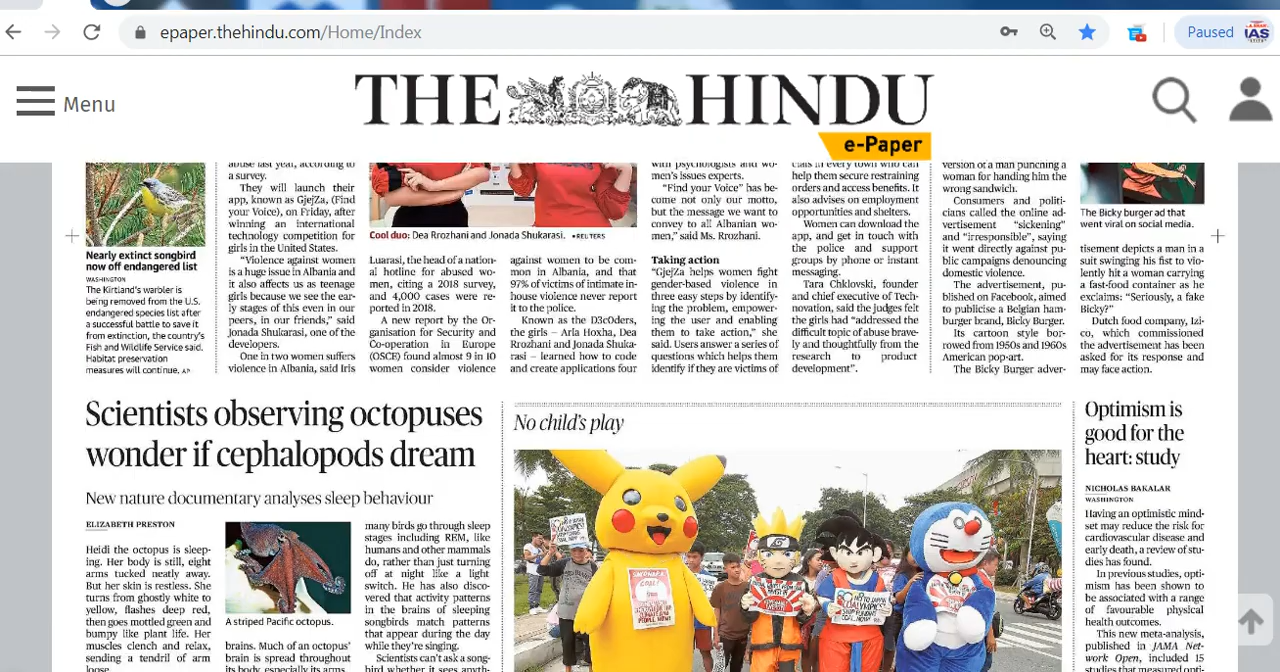 epaper.thehindu.com/Home/Index
Paused
IAS
Menu
THE HINDU
e-Paper
Nearly extinct songbird
now off endangered list
WASHINGTON
The Kirtland's warbler is
being removed from the U.S.
endangered species list after
a successful battle to save it
from extinction, the country's
Fish and Wildlife Service said.
Habitat preservation
measures will continue. AP
abuse last year, according to
a survey.
They will launch their
app, known as GjejZa, (Find
your Voice), on Friday, after
winning an international
technology competition for
girls in the United States.
"Violence against women
is a huge issue in Albania and
it also affects us as teenage
girls because we see the ear-
ly stages of this even in our
peers, in our friends," said
Jonada Shukarasi, one of the
developers.
One in two women suffers
violence in Albania, said Iris
Cool duo: Dea Rrozhani and Jonada Shukarasi. •REUTERS
Luarasi, the head of a nation-
al hotline for abused wo-
men, citing a 2018 survey,
and 4,000 cases were re-
ported in 2018.
A new report by the Or-
ganisation for Security and
Co-operation in Europe
(OSCE) found almost 9 in 10
women consider violence
against women to be com-
mon in Albania, and that
97% of victims of intimate in-
house violence never report
it to the police.
Known as the D3c0ders,
the girls – Arla Hoxha, Dea
Rrozhani and Jonada Shuka-
rasi – learned how to code
and create applications four
with psychologists and wo-
men's issues experts.
"Find your Voice" has be-
come not only our motto,
but the message we want to
convey to all Albanian wo-
men," said Ms. Rrozhani.
Taking action
"GjejZa helps women fight
gender-based violence in
three easy steps by identify-
ing the problem, empower-
ing the user and enabling
them to take action," she
said. Users answer a series of
questions which helps them
identify if they are victims of
cials in every town who can
help them secure restraining
orders and access benefits. It
also advises on employment
opportunities and shelters.
Women can download the
app, and get in touch with
the police and support
groups by phone or instant
messaging.
Tara Chklovski, founder
and chief executive of Tech-
novation, said the judges felt
the girls had "addressed the
difficult topic of abuse brave-
ly and thoughtfully from the
research to product
development".
version of a man punching a
woman for handing him the
wrong sandwich.
Consumers and politi-
cians called the online ad-
vertisement "sickening"
and "irresponsible", saying
it went directly against pu-
blic campaigns denouncing
domestic violence.
The advertisement, pu-
blished on Facebook, aimed
to publicise a Belgian ham-
burger brand, Bicky Burger.
Its cartoon style bor-
rowed from 1950s and 1960s
American pop-art.
The Bicky Burger adver-
The Bicky burger ad that
went viral on social media.
tisement depicts a man in a
suit swinging his fist to vio-
lently hit a woman carrying
a fast-food container as he
exclaims: "Seriously, a fake
Bicky?"
Dutch food company, Izi-
co, which commissioned
the advertisement has been
asked for its response and
may face action.
Scientists observing octopuses
wonder if cephalopods dream
New nature documentary analyses sleep behaviour
ELIZABETH PRESTON
Heidi the octopus is sleep-
ing. Her body is still, eight
arms tucked neatly away.
But her skin is restless. She
turns from ghostly white to
yellow, flashes deep red,
then goes mottled green and
bumpy like plant life. Her
muscles clench and relax,
sending a tendril of arm
loose.
A striped Pacific octopus.
brains. Much of an octopus'
brain is spread throughout
its body, especially its arms,
many birds go through sleep
stages including REM, like
humans and other mammals
do, rather than just turning
off at night like a light
switch. He has also disco-
vered that activity patterns
in the brains of sleeping
songbirds match patterns
that appear during the day
while they're singing.
Scientists can't ask a song-
bird whether it sees anyth-
No child's play
Optimism is
good for the
heart: study
NICHOLAS BAKALAR
WASHINGTON
Having an optimistic mind-
set may reduce the risk for
cardiovascular disease and
early death, a review of stu-
dies has found.
In previous studies, opti-
mism has been shown to
be associated with a range
of favourable physical
health outcomes.
This new meta-analysis,
published in JAMA Net-
work Open, included 15
studies that measured opti-